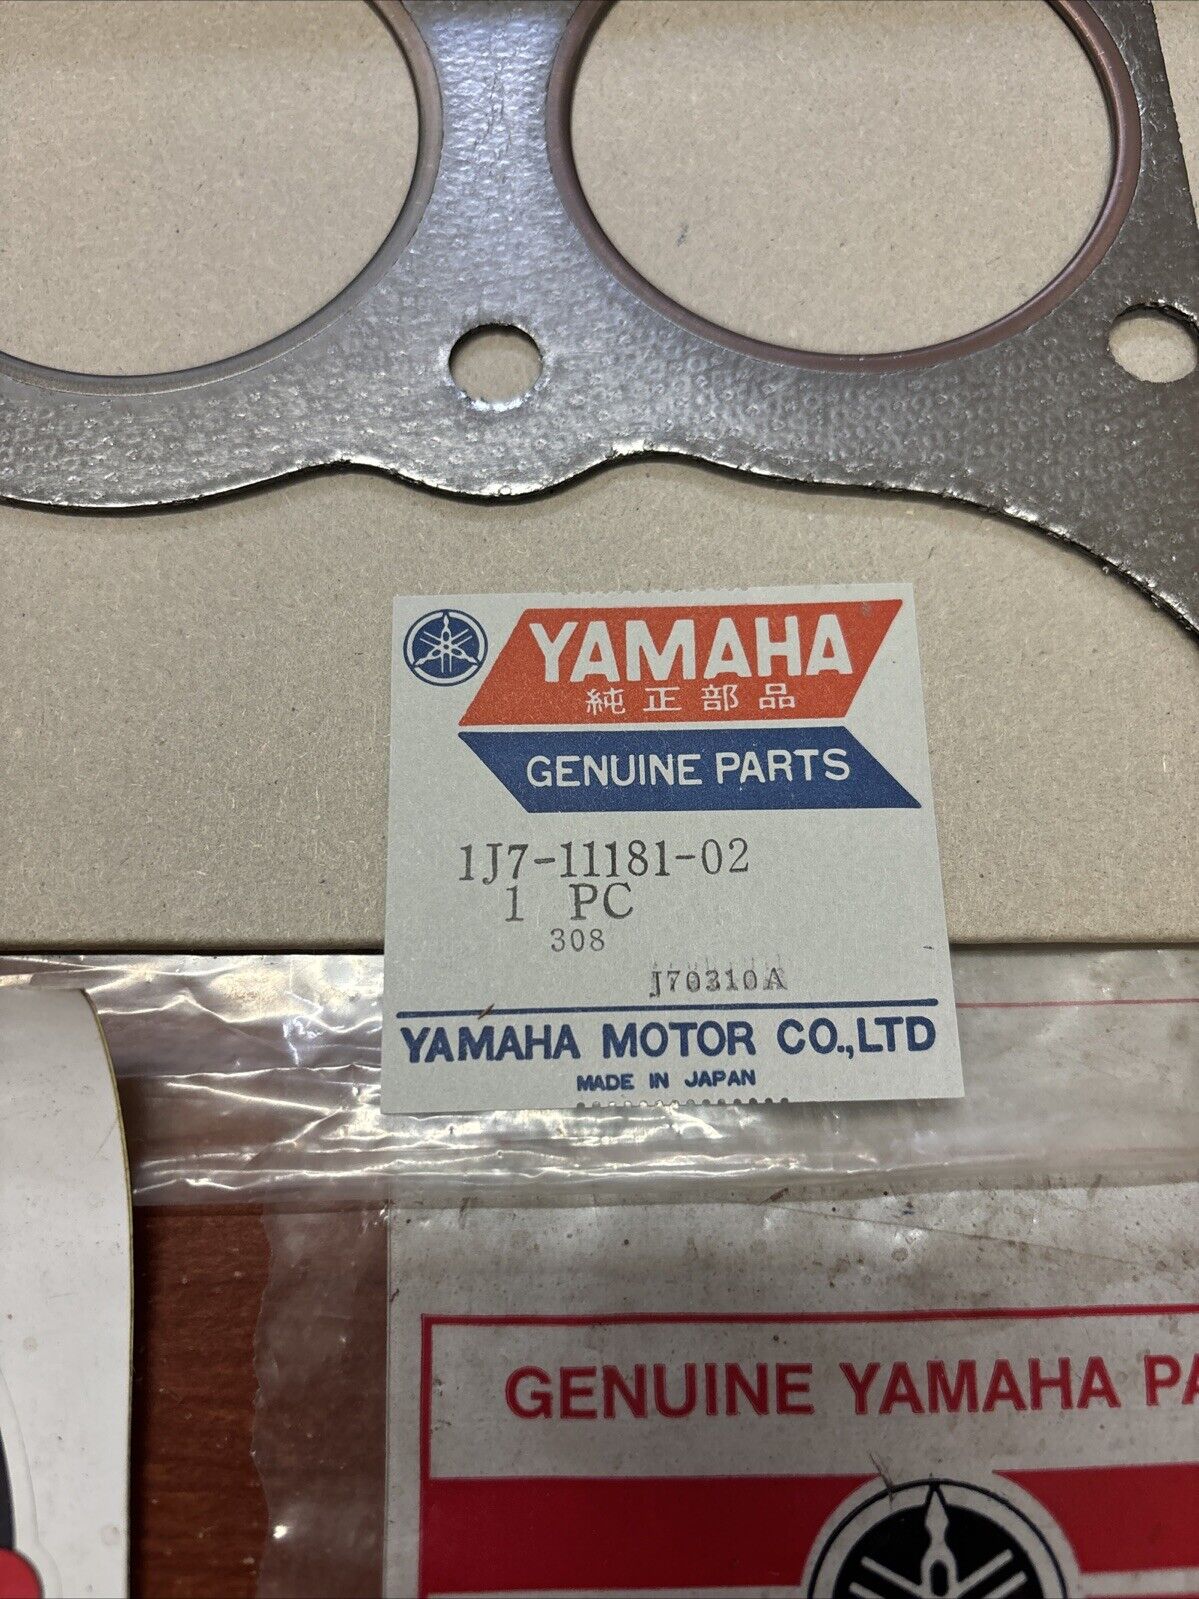 YAMAHA
純正部品
GENUINE PARTS
1J7-11181-02
1 PC
308
J70310A
YAMAHA MOTOR CO.,LTD
MADE IN JAPAN
GENUINE YAMAHA PA